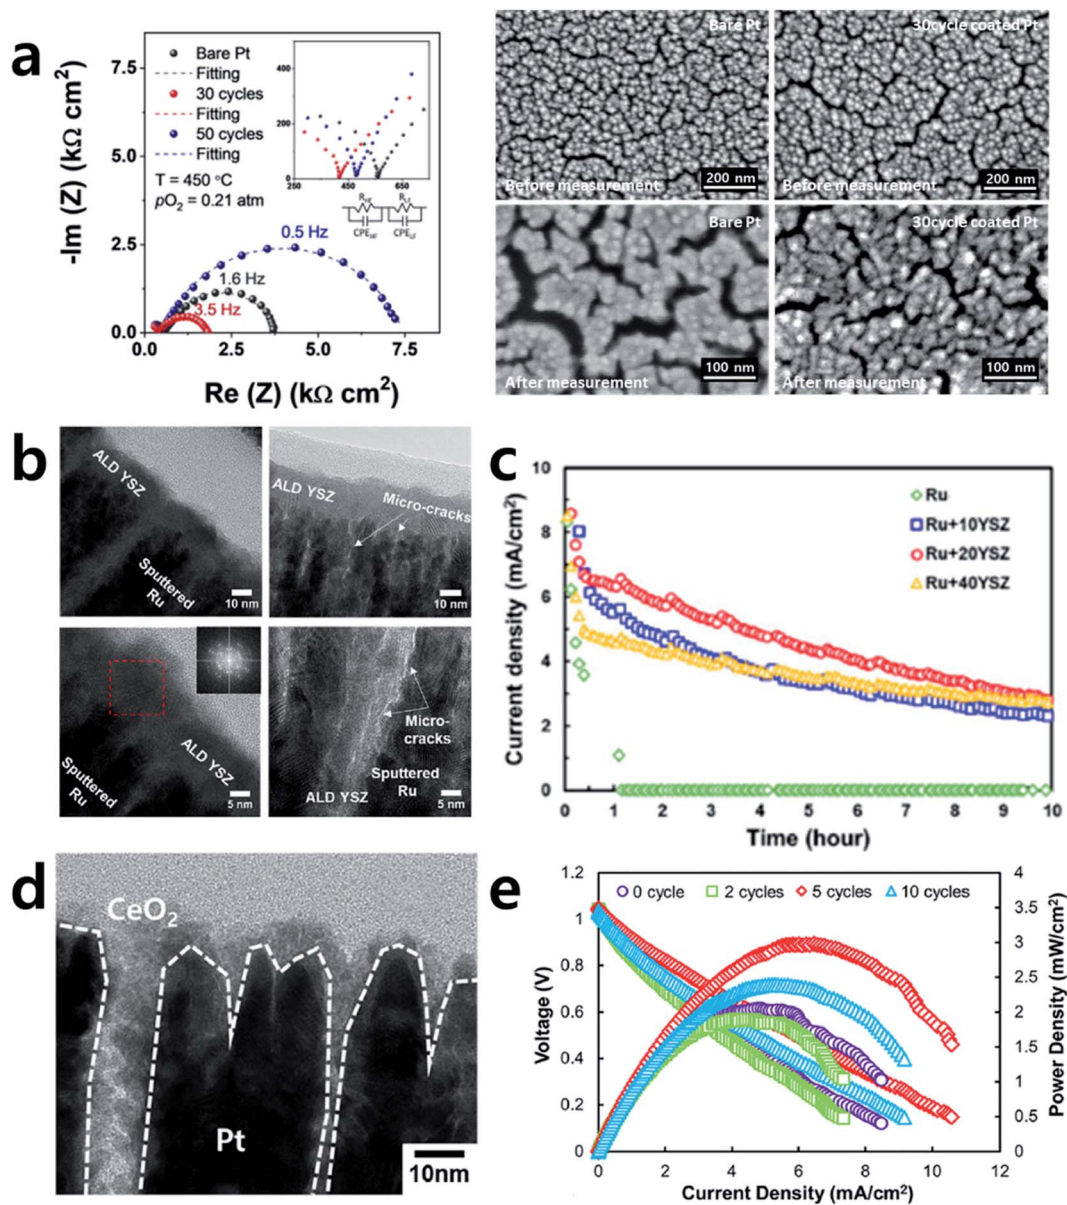 a
-Im (Z) (kΩ cm²)
7.5
5.0
2.5
0.0
0.0
2.5
5.0
7.5
Re (Z) (kΩ cm²)
Bare Pt
Fitting
30 cycles
Fitting
50 cycles
Fitting
T = 450 °C
pO₂ = 0.21 atm
400
200
0
250
450
650
CPE_HF
CPE_LF
0.5 Hz
1.6 Hz
3.5 Hz
Bare Pt
200 nm
Before measurement
30cycle coated Pt
200 nm
Before measurement
Bare Pt
100 nm
After measurement
30cycle coated Pt
100 nm
After measurement
b
ALD YSZ
Sputtered
Ru
10 nm
ALD YSZ
Micro-cracks
10 nm
ALD YSZ
Sputtered
Ru
5 nm
Micro-
cracks
Sputtered
Ru
ALD YSZ
5 nm
c
Current density (mA/cm²)
10
8
6
4
2
0
0
1
2
3
4
5
6
7
8
9
10
Time (hour)
Ru
Ru+10YSZ
Ru+20YSZ
Ru+40YSZ
d
CeO₂
Pt
10nm
e
0 cycle
2 cycles
5 cycles
10 cycles
Voltage (V)
1.2
1
0.8
0.6
0.4
0.2
0
Power Density (mW/cm²)
4
3.5
3
2.5
2
1.5
1
0.5
0
0
2
4
6
8
10
12
Current Density (mA/cm²)